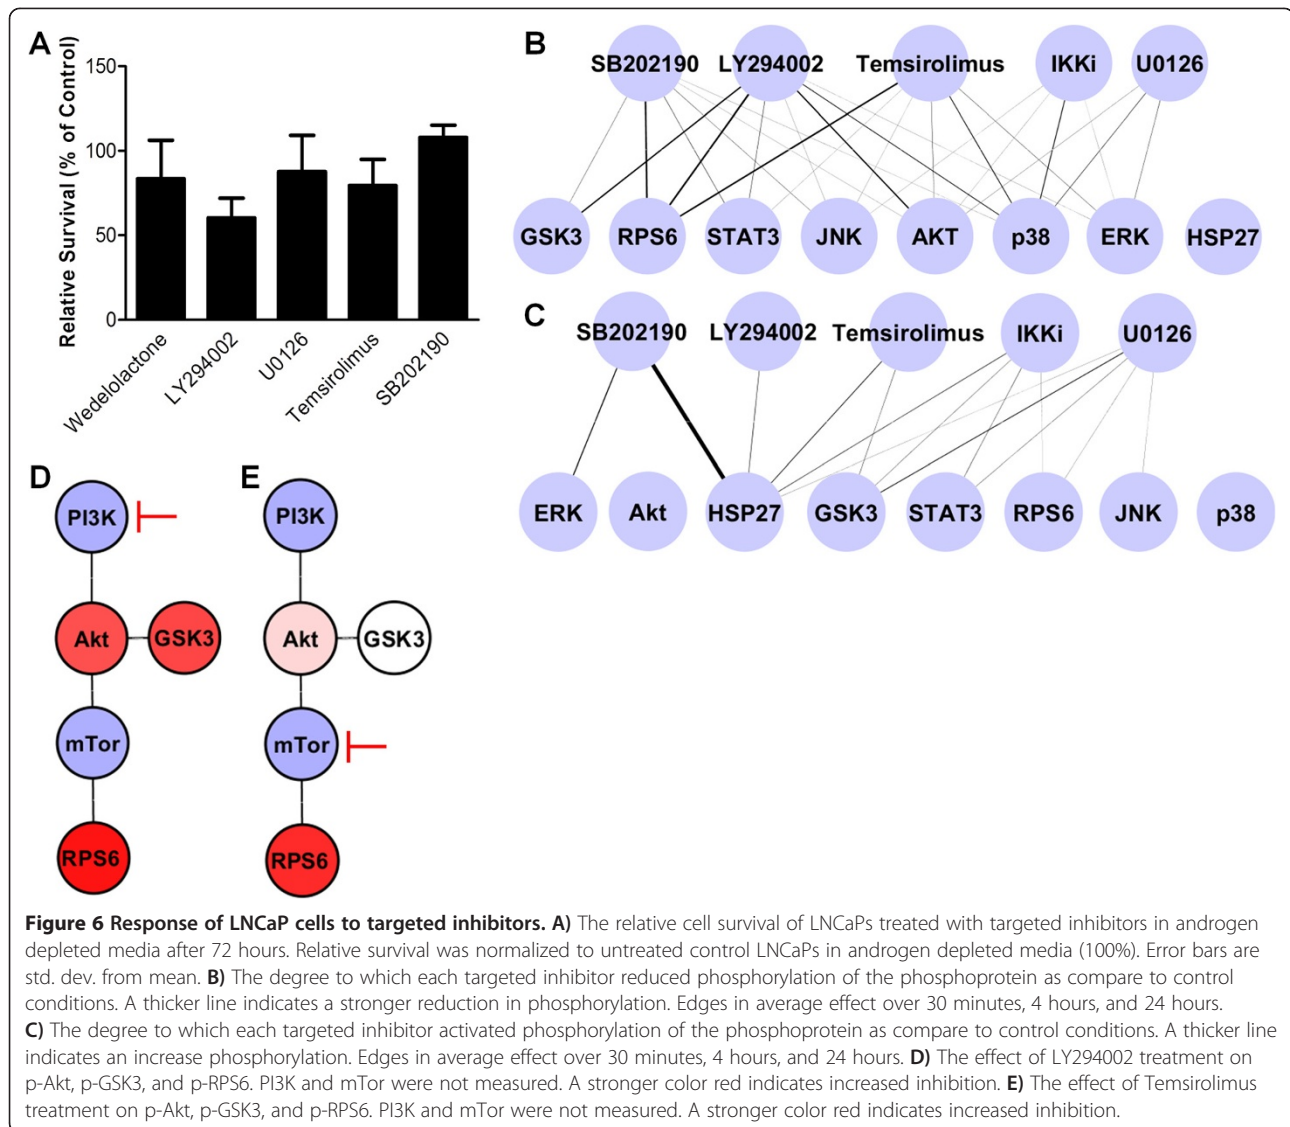 A
Relative Survival (% of Control)
150
100
50
0
Wedelolactone
LY294002
U0126
Temsirolimus
SB202190
B
SB202190 LY294002 Temsirolimus IKKi U0126
GSK3 RPS6 STAT3 JNK AKT p38 ERK HSP27
C
SB202190 LY294002 Temsirolimus IKKi U0126
ERK Akt HSP27 GSK3 STAT3 RPS6 JNK p38
D
PI3K
Akt GSK3
mTor
RPS6
E
PI3K
Akt GSK3
mTor
RPS6
Figure 6 Response of LNCaP cells to targeted inhibitors. A) The relative cell survival of LNCaPs treated with targeted inhibitors in androgen
depleted media after 72 hours. Relative survival was normalized to untreated control LNCaPs in androgen depleted media (100%). Error bars are
std. dev. from mean. B) The degree to which each targeted inhibitor reduced phosphorylation of the phosphoprotein as compare to control
conditions. A thicker line indicates a stronger reduction in phosphorylation. Edges in average effect over 30 minutes, 4 hours, and 24 hours.
C) The degree to which each targeted inhibitor activated phosphorylation of the phosphoprotein as compare to control conditions. A thicker line
indicates an increase phosphorylation. Edges in average effect over 30 minutes, 4 hours, and 24 hours. D) The effect of LY294002 treatment on
p-Akt, p-GSK3, and p-RPS6. PI3K and mTor were not measured. A stronger color red indicates increased inhibition. E) The effect of Temsirolimus
treatment on p-Akt, p-GSK3, and p-RPS6. PI3K and mTor were not measured. A stronger color red indicates increased inhibition.